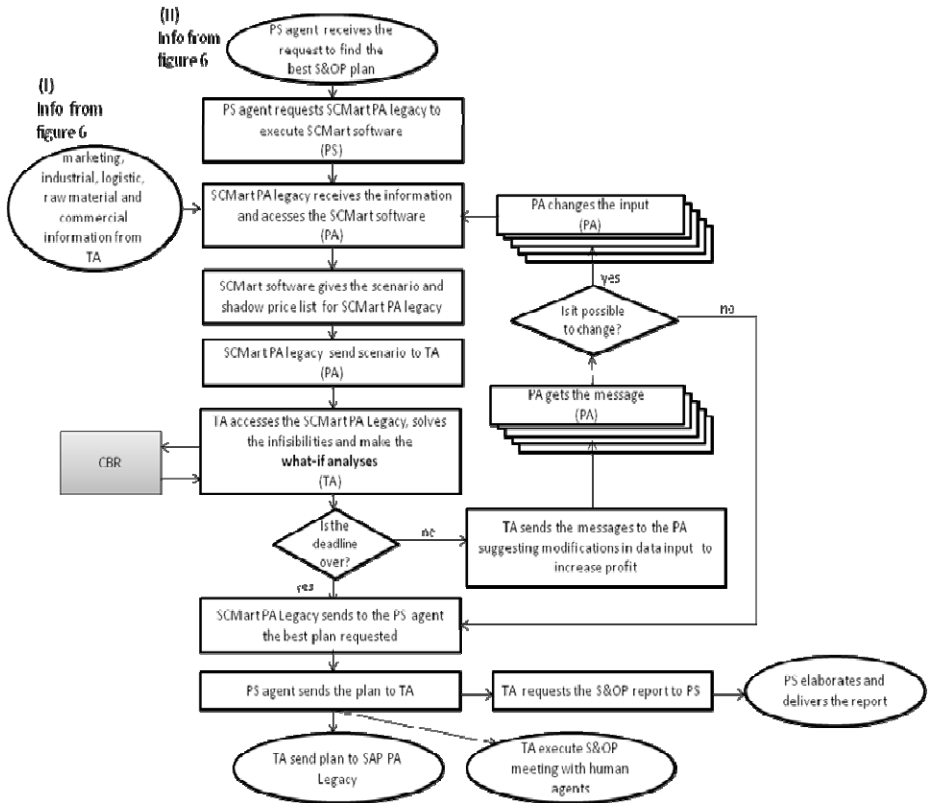 (II)
Info from
figure 6
PS agent receives the
request to find the
best S&OP plan
(I)
Info from
figure 6
PS agent requests SCMart PA legacy to
execute SCMart software
(PS)
marketing,
industrial, logistic,
raw material and
commercial
information from
TA
SCMart PA legacy receives the information
and acesses the SCMart software
(PA)
PA changes the input
(PA)
SCMart software gives the scenario and
shadow price list for SCMart PA legacy
yes
Is it possible
to change?
no
SCMart PA legacy send scenario to TA
(PA)
PA gets the message
(PA)
TA accesses the SCMart PA Legacy, solves
the infisibilities and make the
what-if analyses
(TA)
CBR
Is the
deadline
over?
no
TA sends the messages to the PA
suggesting modifications in data input to
increase profit
yes
SCMart PA Legacy sends to the PS agent
the best plan requested
PS agent sends the plan to TA
TA requests the S&OP report to PS
PS elaborates and
delivers the report
TA send plan to SAP PA
Legacy
TA execute S&OP
meeting with human
agents